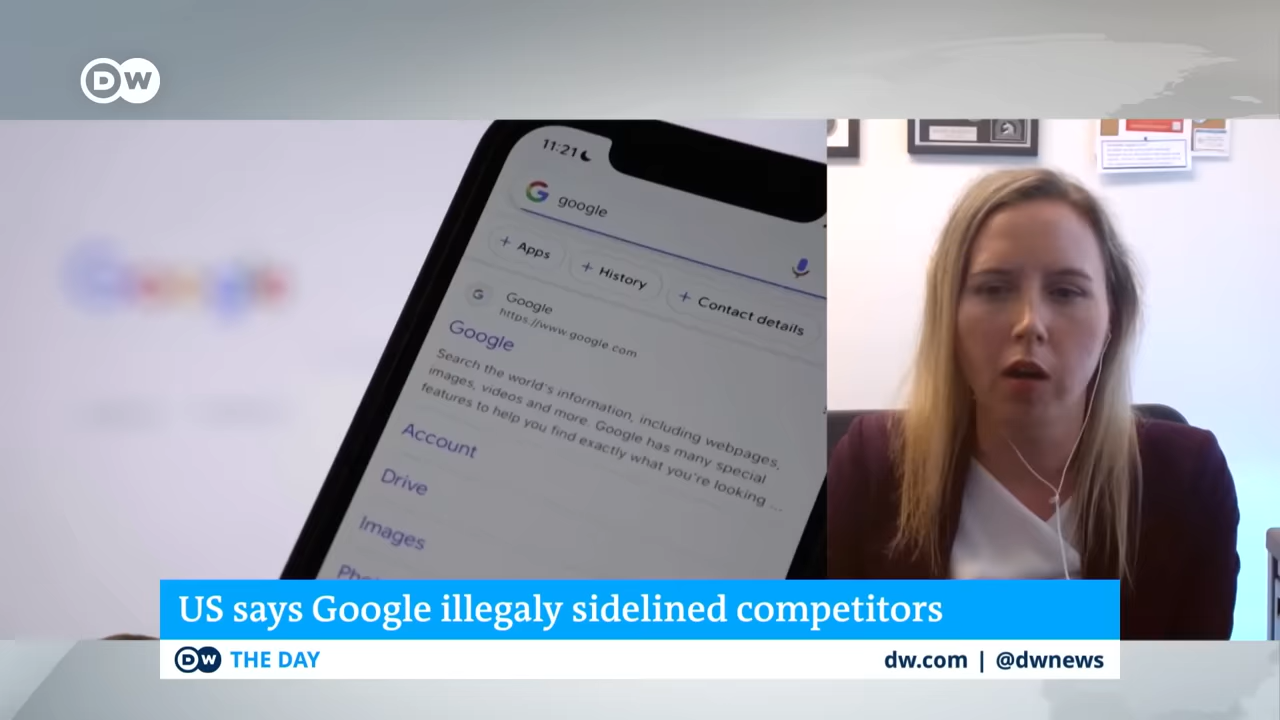 DW
11:21
google
+ Apps
+ History
+ Contact details
G
Google
https://www.google.com
Google
Search the world's information, including webpages,
images, videos and more. Google has many special
features to help you find exactly what you're looking ...
Account
Drive
Images
Google
US says Google illegaly sidelined competitors
DW THE DAY
dw.com | @dwnews